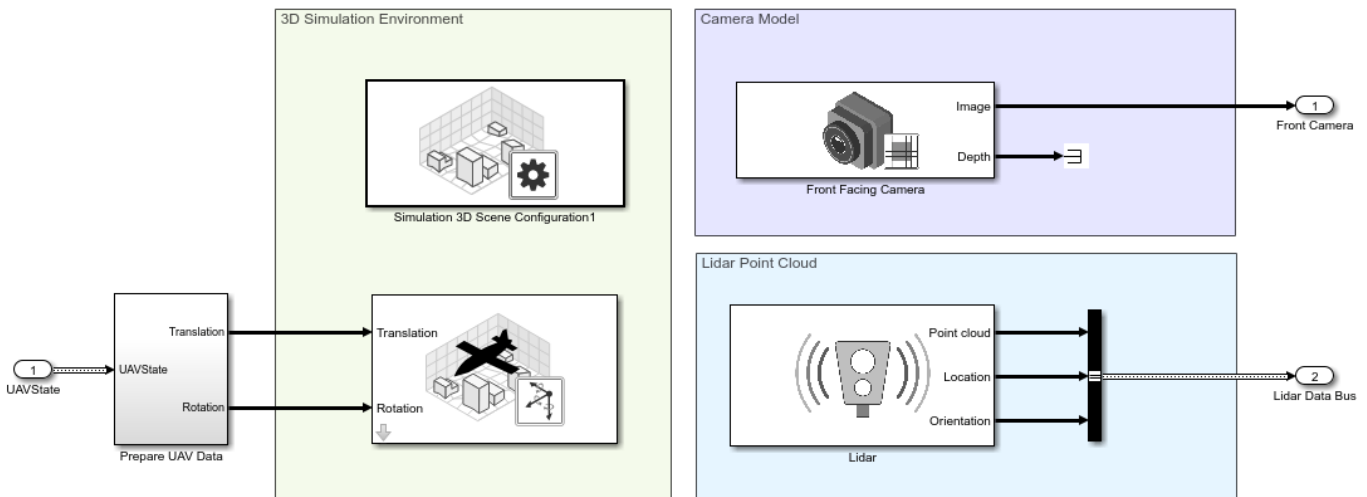 3D Simulation Environment
Simulation 3D Scene Configuration1
1
UAVState
UAVState
Translation
Rotation
Prepare UAV Data
Translation
Rotation
Camera Model
Image
Depth
Front Facing Camera
1
Front Camera
Lidar Point Cloud
Point cloud
Location
Orientation
Lidar
2
Lidar Data Bus